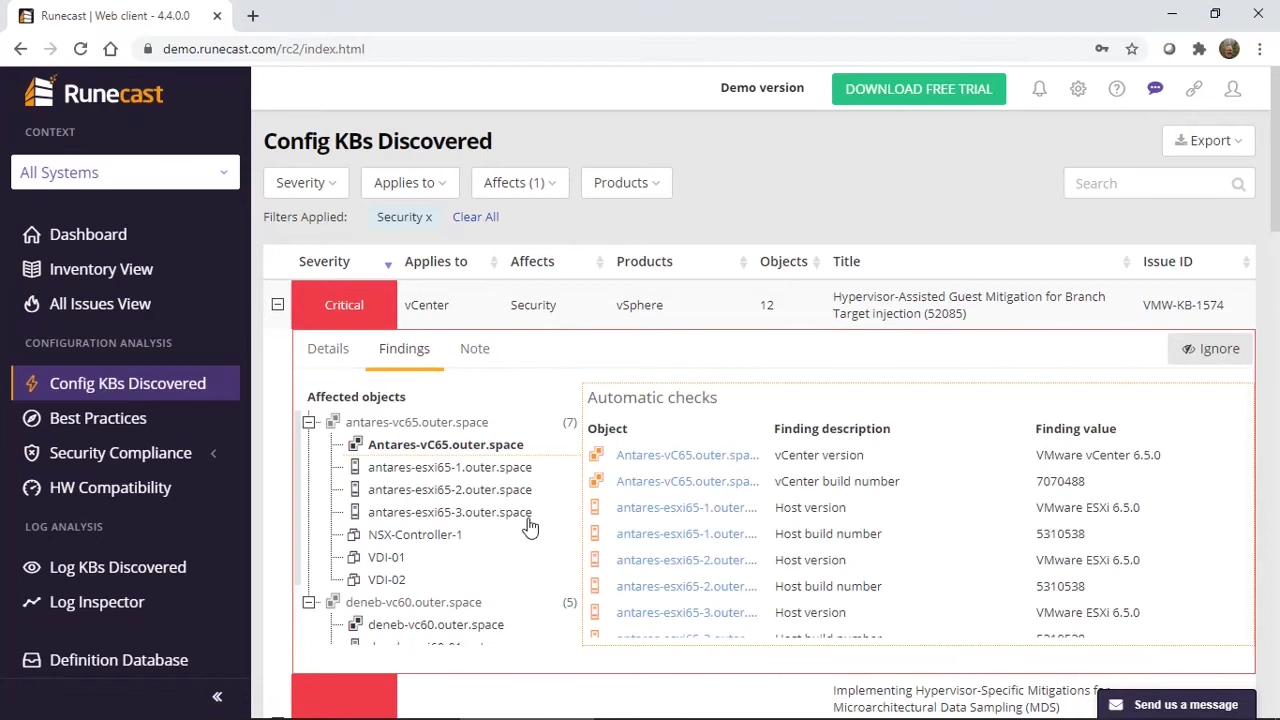 Runecast | Web client - 4.4.0.0
demo.runecast.com/rc2/index.html
Runecast
CONTEXT
All Systems
Dashboard
Inventory View
All Issues View
CONFIGURATION ANALYSIS
Config KBs Discovered
Best Practices
Security Compliance
HW Compatibility
LOG ANALYSIS
Log KBs Discovered
Log Inspector
Definition Database
Demo version
DOWNLOAD FREE TRIAL
Config KBs Discovered
Export
Severity Applies to Affects (1) Products
Search
Filters Applied: Security x Clear All
Severity Applies to Affects Products Objects Title Issue ID
Critical vCenter Security vSphere 12 Hypervisor-Assisted Guest Mitigation for Branch
Target injection (52085)
VMW-KB-1574
Details Findings Note
Ignore
Affected objects
antares-vc65.outer.space (7)
Antares-vC65.outer.space
antares-esxi65-1.outer.space
antares-esxi65-2.outer.space
antares-esxi65-3.outer.space
NSX-Controller-1
VDI-01
VDI-02
deneb-vc60.outer.space (5)
deneb-vc60.outer.space
Automatic checks
Object Finding description Finding value
Antares-vC65.outer.spa... vCenter version VMware vCenter 6.5.0
Antares-vC65.outer.spa... vCenter build number 7070488
antares-esxi65-1.outer.... Host version VMware ESXi 6.5.0
antares-esxi65-1.outer.... Host build number 5310538
antares-esxi65-2.outer.... Host version VMware ESXi 6.5.0
antares-esxi65-2.outer.... Host build number 5310538
antares-esxi65-3.outer.... Host version VMware ESXi 6.5.0
Host build number 5310538
Implementing Hypervisor-Specific Mitigations for
Microarchitectural Data Sampling (MDS)
Send us a message